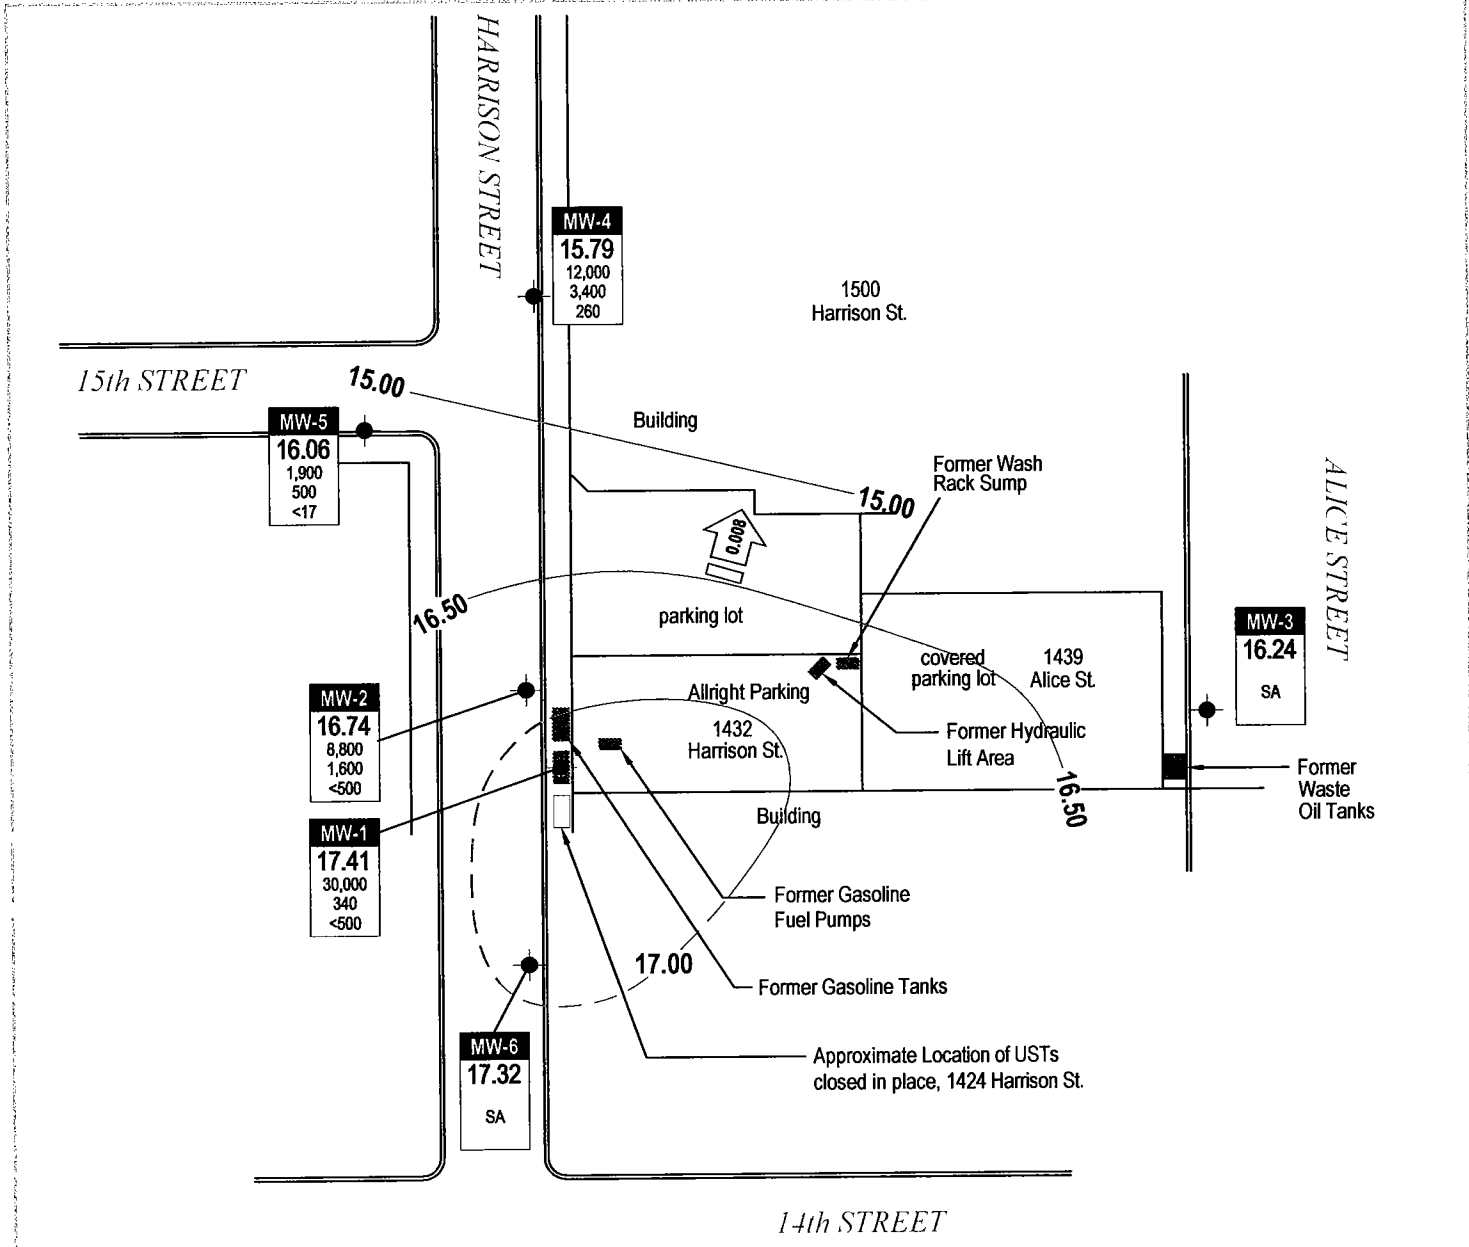 HARRISON STREET
MW-4
15.79
12,000
3,400
260
1500
Harrison St.
15th STREET
15.00
MW-5
16.06
1,900
500
<17
Building
Former Wash
Rack Sump
15.00
ALICE STREET
0.008
16.50
parking lot
MW-3
16.24
SA
covered
parking lot
1439
Alice St.
MW-2
16.74
8,800
1,600
<500
Allright Parking
1432
Harrison St.
Former Hydraulic
Lift Area
16.50
Former
Waste
Oil Tanks
MW-1
17.41
30,000
340
<500
Building
Former Gasoline
Fuel Pumps
17.00
Former Gasoline Tanks
MW-6
17.32
SA
Approximate Location of USTs
closed in place, 1424 Harrison St.
14th STREET